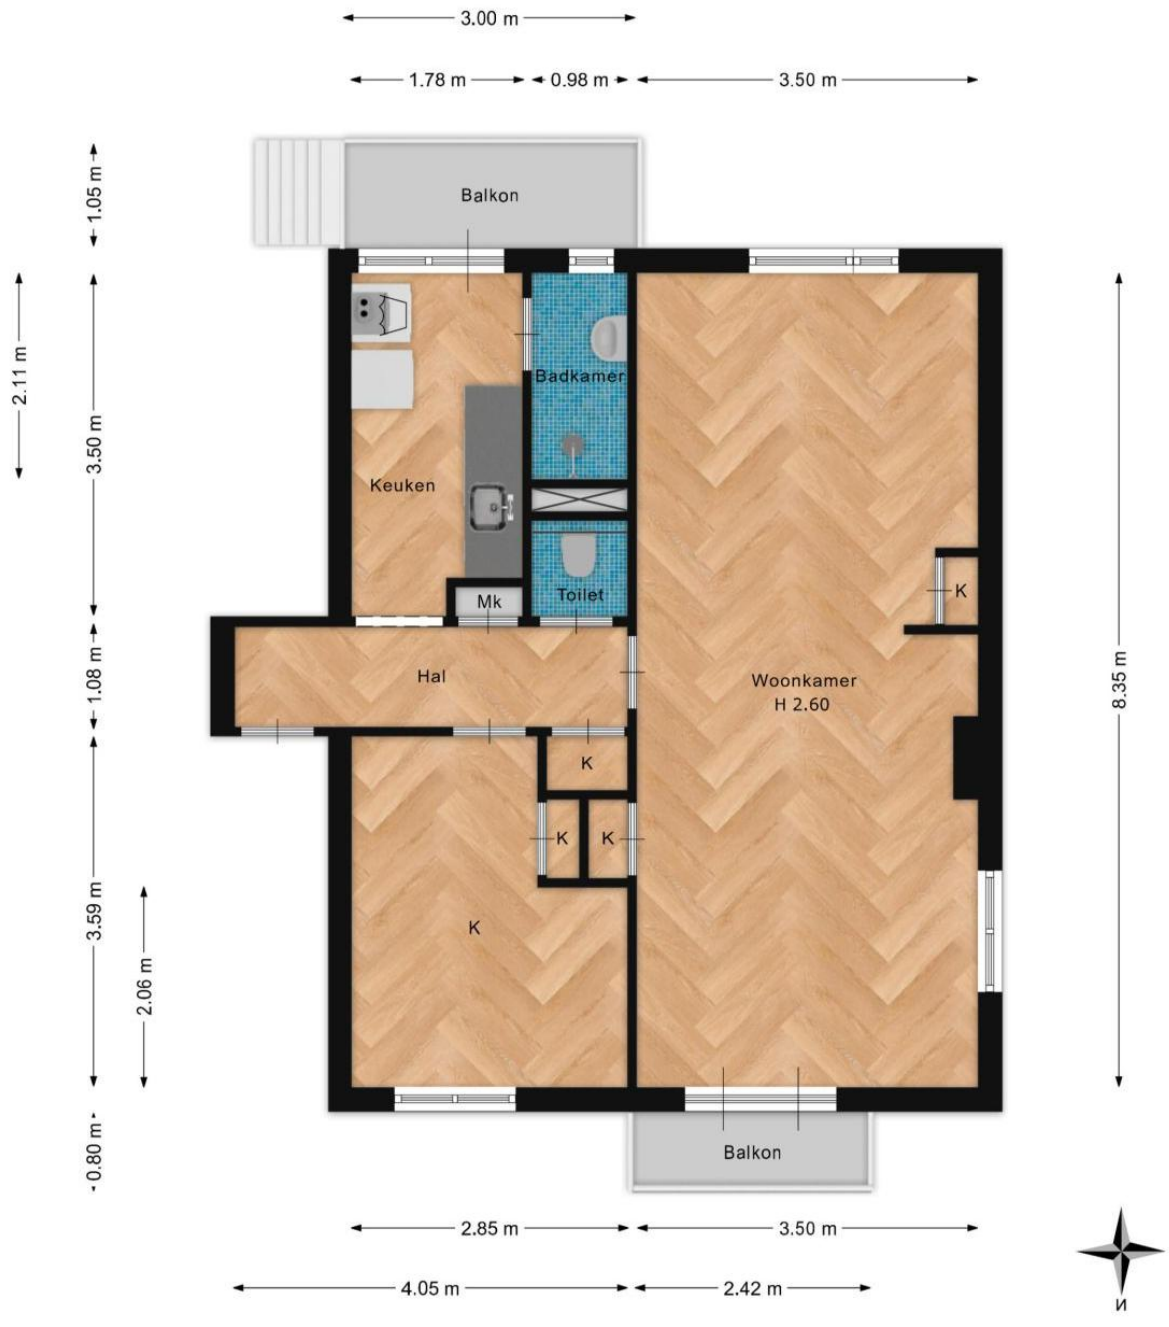 3.00 m
1.78 m
0.98 m
3.50 m
1.05 m
Balkon
2.11 m
3.50 m
Badkamer
Keuken
Mk
Toilet
K
1.08 m
Hal
Woonkamer
H 2.60
8.35 m
K
K
K
3.59 m
K
2.06 m
0.80 m
Balkon
2.85 m
3.50 m
4.05 m
2.42 m
N